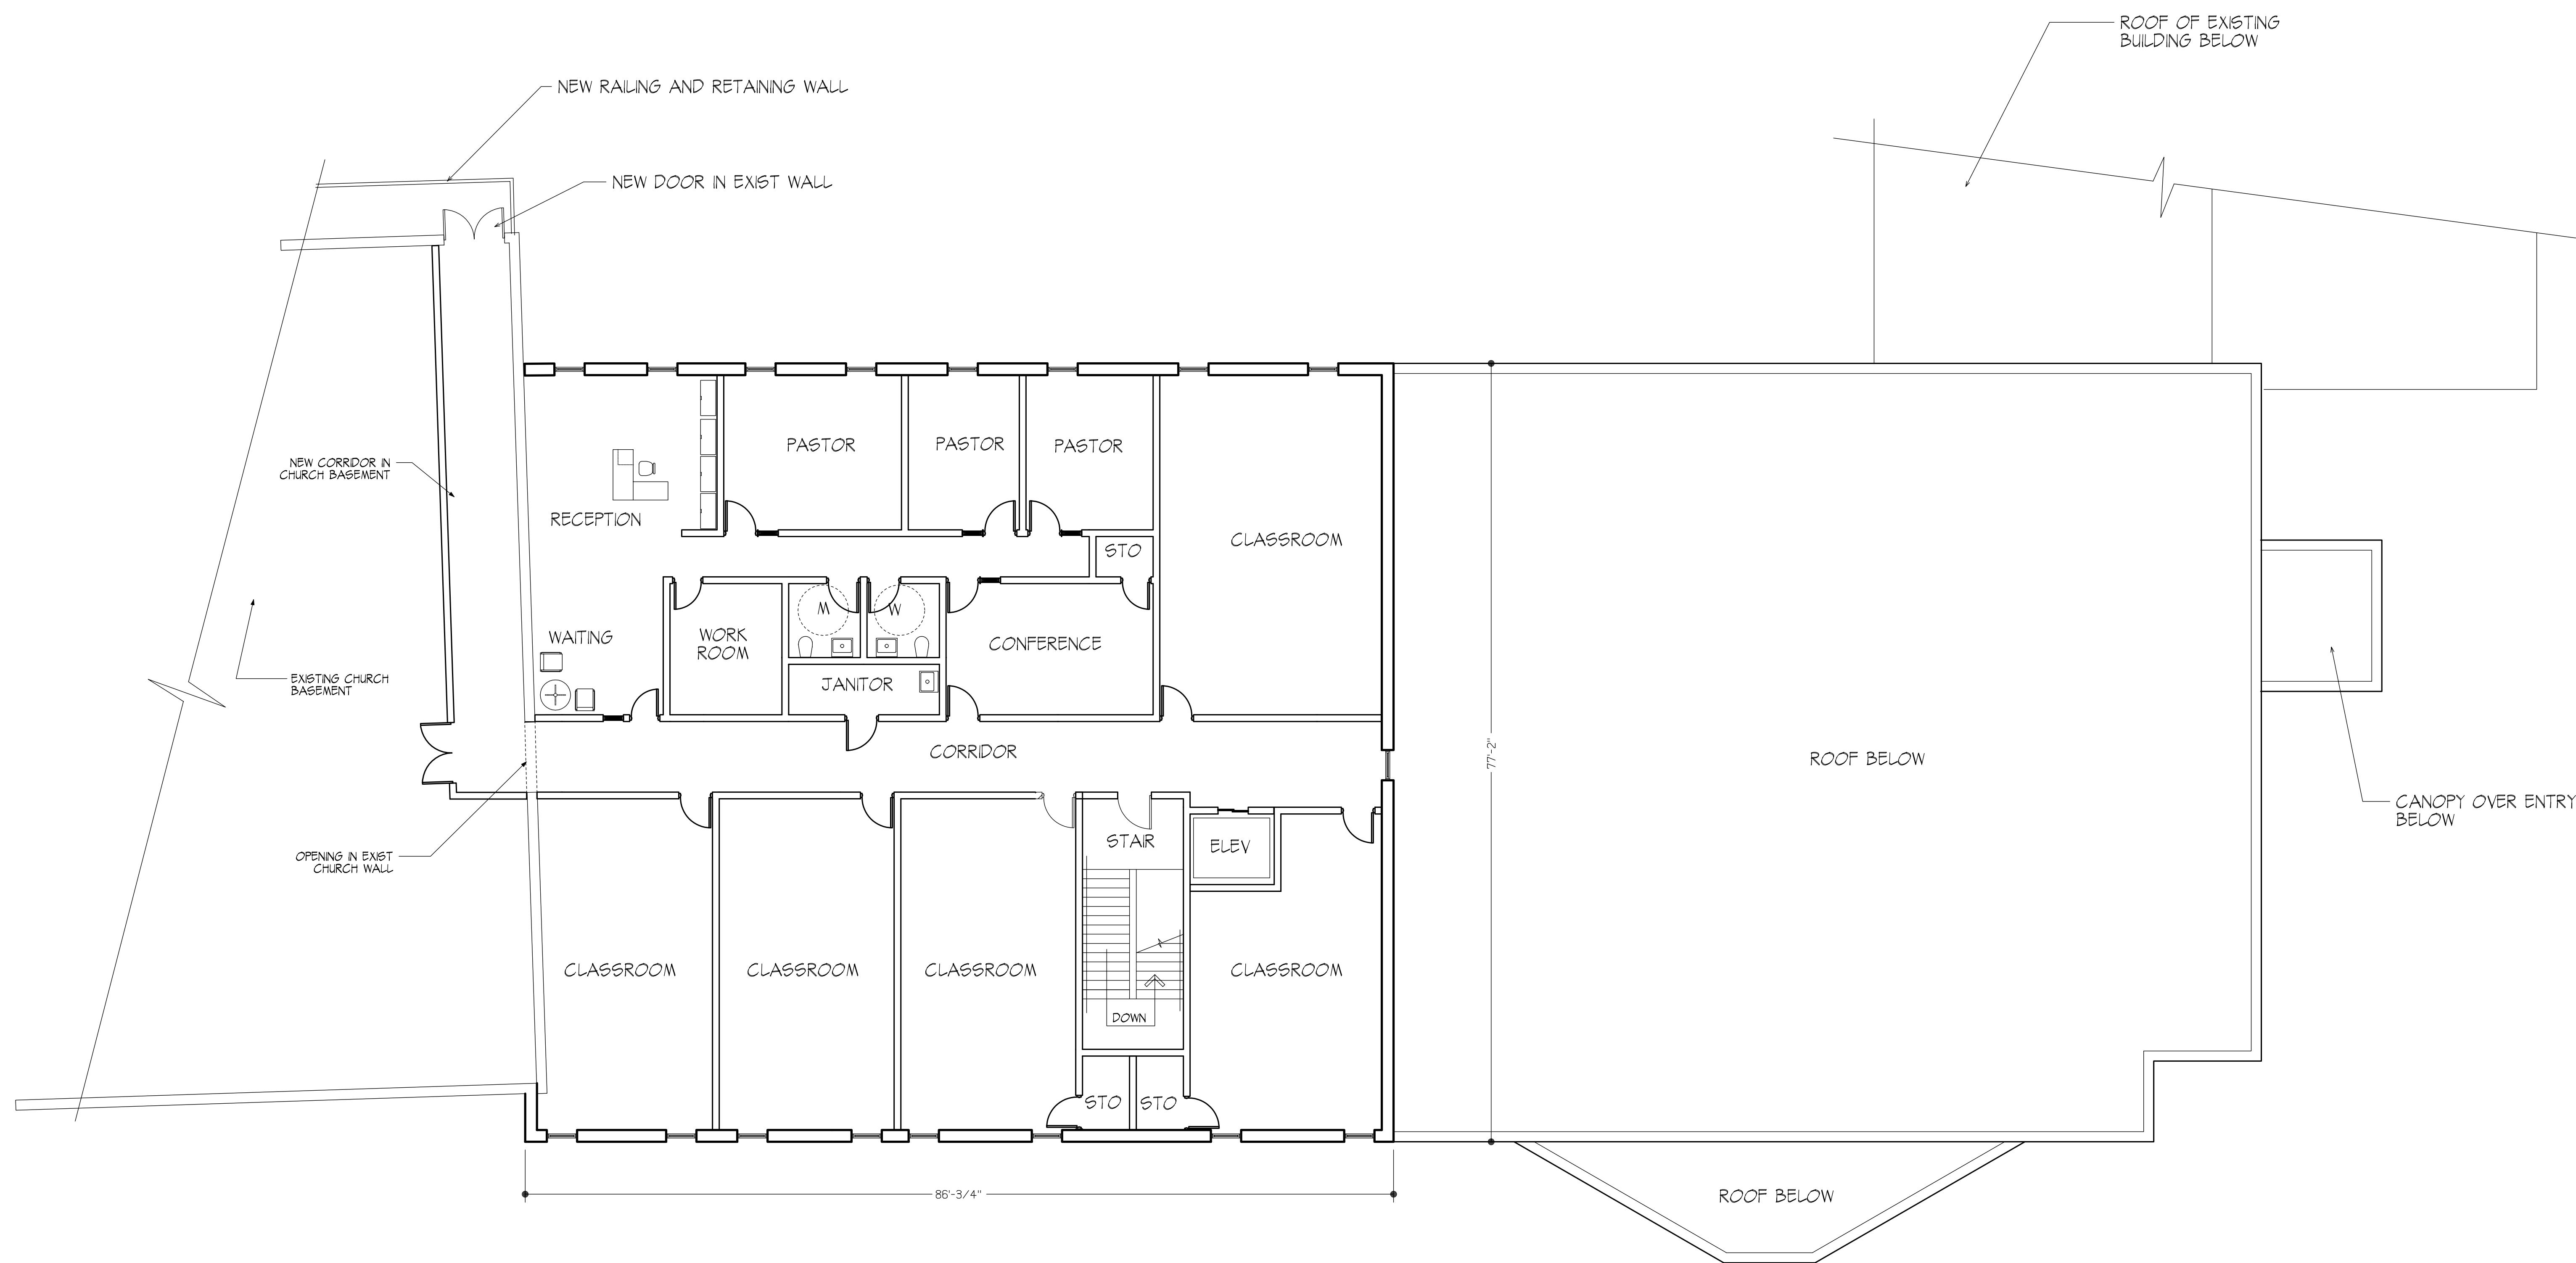 ROOF OF EXISTING
BUILDING BELOW
NEW RAILING AND RETAINING WALL
NEW DOOR IN EXIST WALL
PASTOR
PASTOR
PASTOR
NEW CORRIDOR IN
CHURCH BASEMENT
RECEPTION
CLASSROOM
STO
M
W
WAITING
WORK
ROOM
CONFERENCE
EXISTING CHURCH
BASEMENT
JANITOR
CORRIDOR
77'-2"
ROOF BELOW
CANOPY OVER ENTRY
BELOW
STAIR
ELEV
OPENING IN EXIST
CHURCH WALL
CLASSROOM
CLASSROOM
CLASSROOM
CLASSROOM
DOWN
STO
STO
86'-3/4"
ROOF BELOW